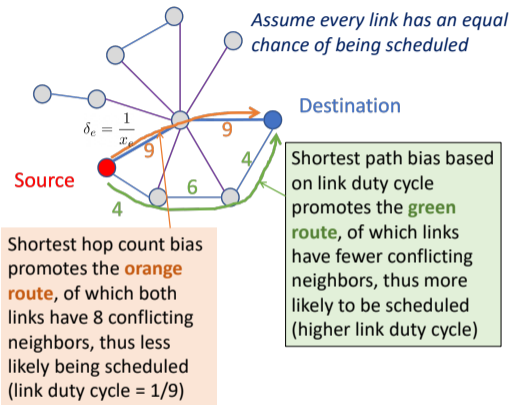 Assume every link has an equal
chance of being scheduled
Destination
δe = 1/xe
9
9
Source
4
6
4
Shortest path bias based
on link duty cycle
promotes the green
route, of which links
have fewer conflicting
neighbors, thus more
likely to be scheduled
(higher link duty cycle)
Shortest hop count bias
promotes the orange
route, of which both
links have 8 conflicting
neighbors, thus less
likely being scheduled
(link duty cycle = 1/9)